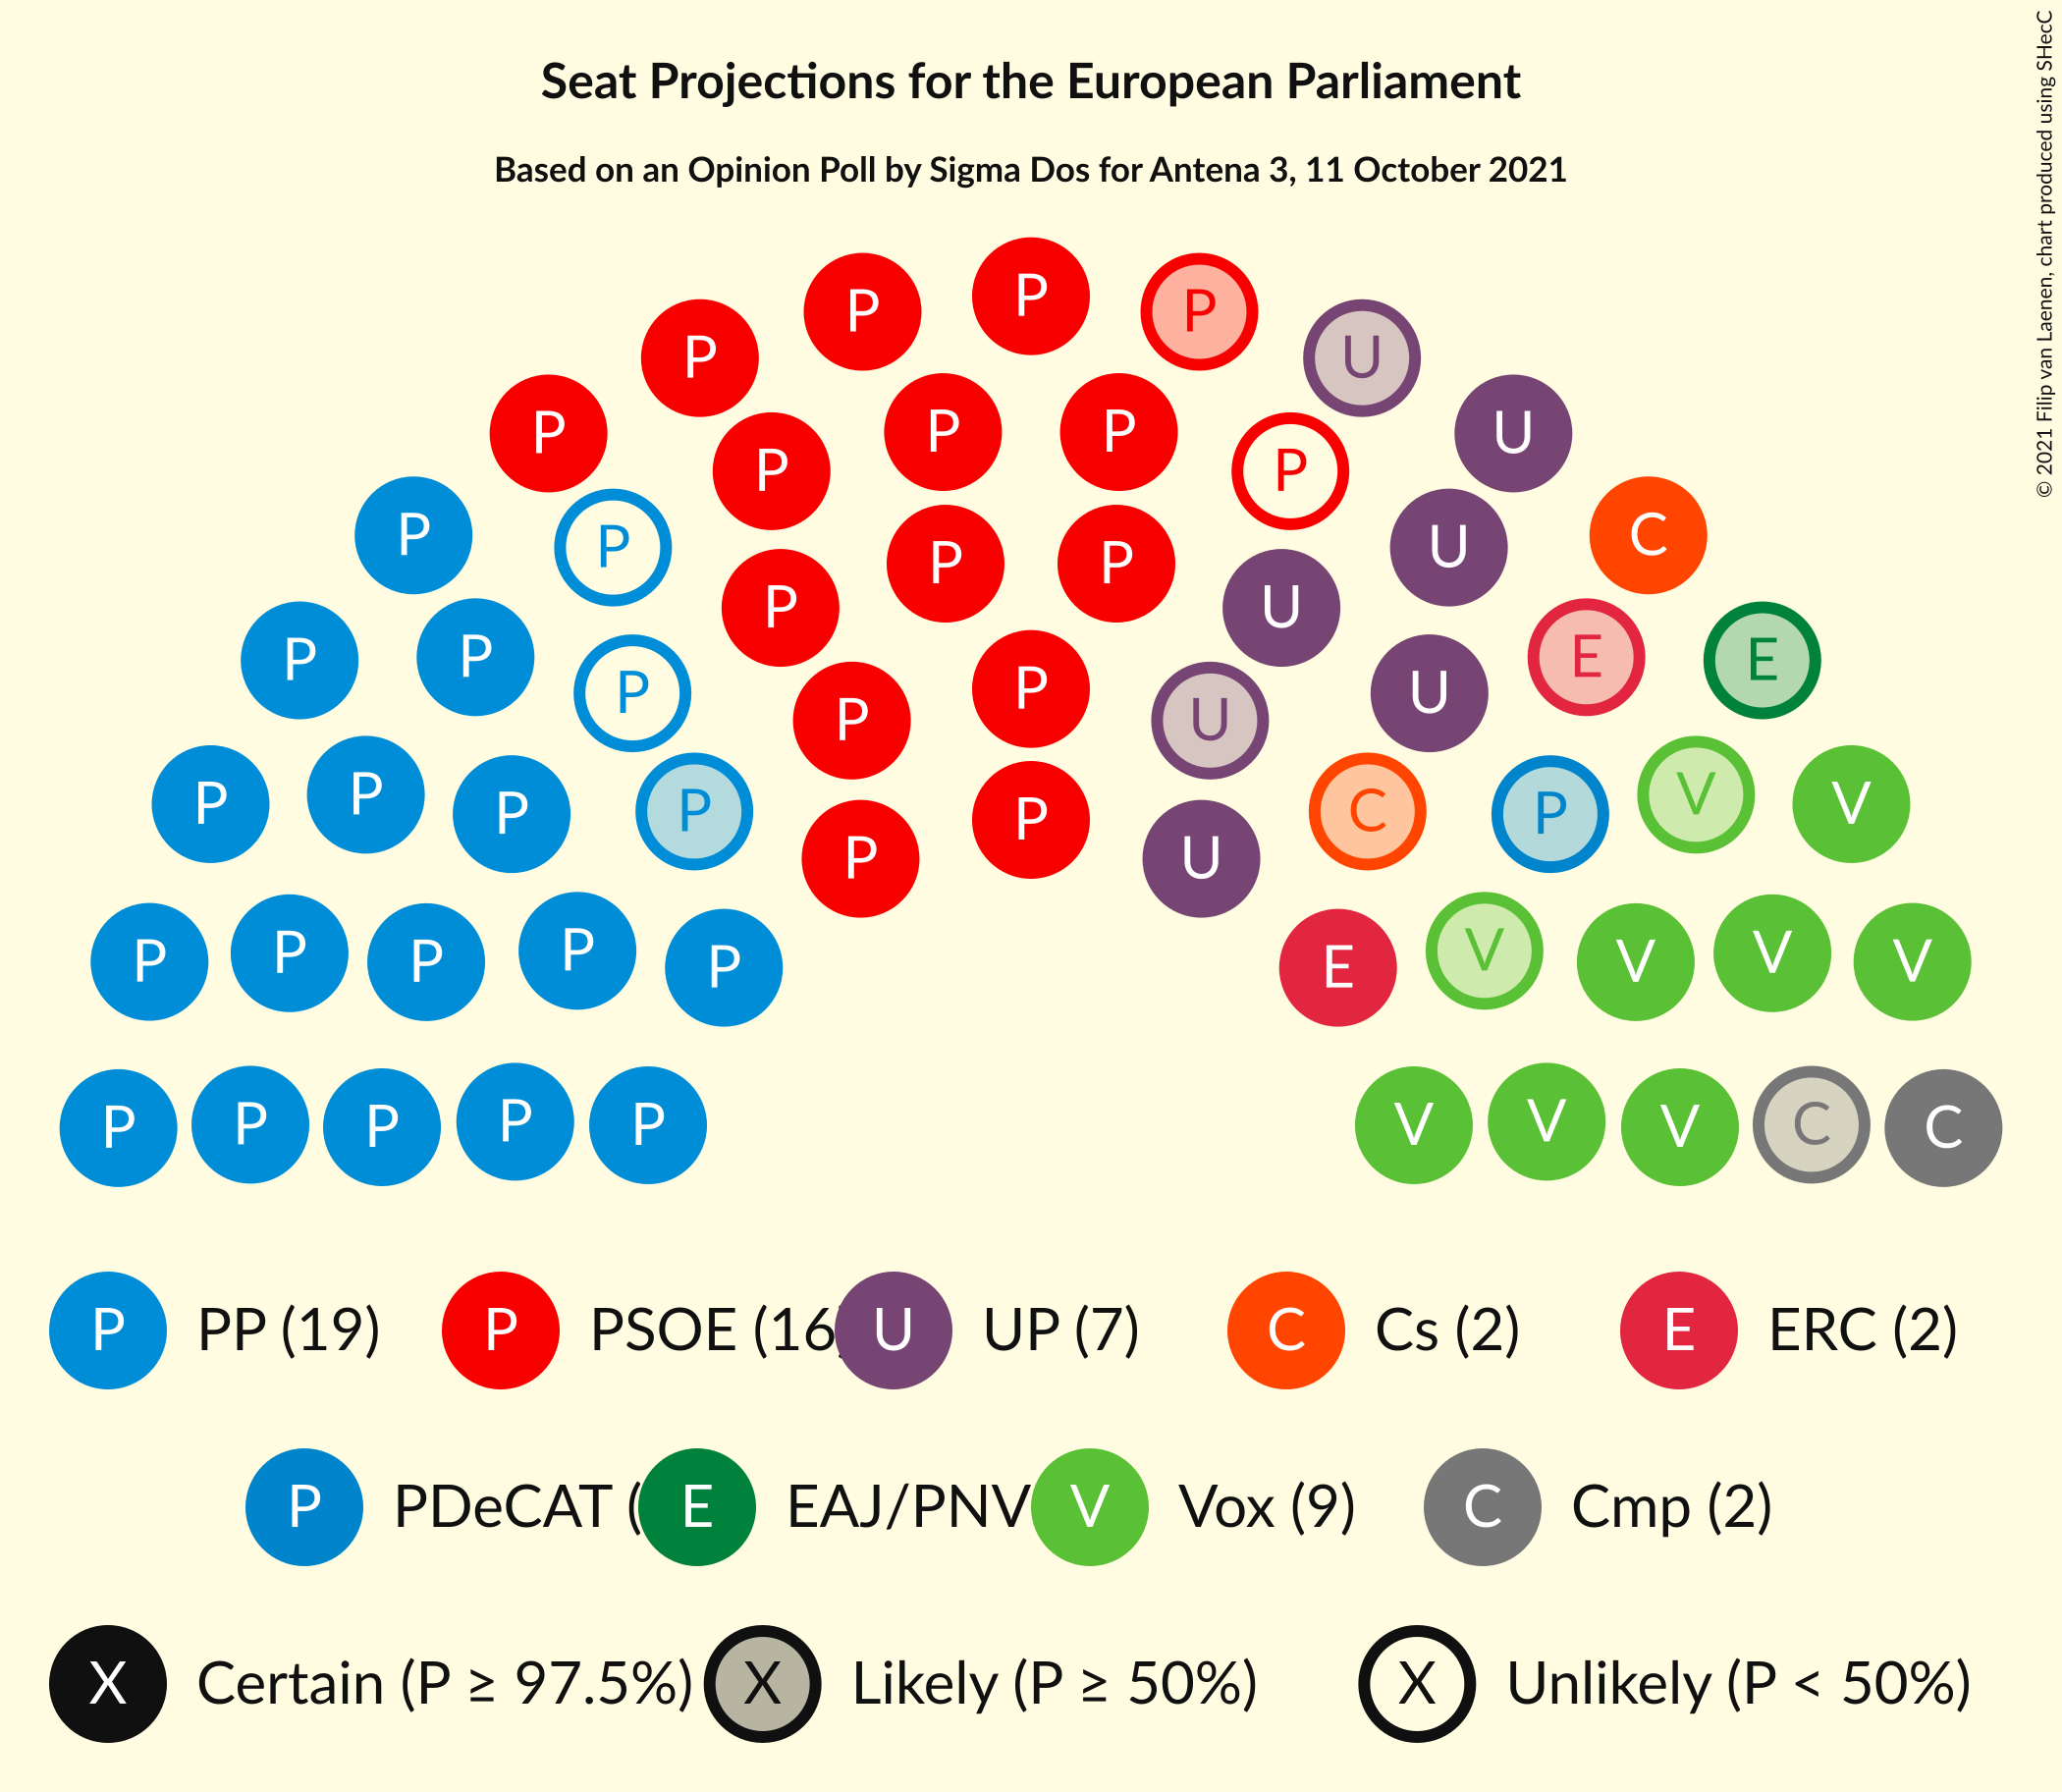 © 2021 Filip van Laenen, chart produced using SHecC
Seat Projections for the European Parliament
Based on an Opinion Poll by Sigma Dos for Antena 3, 11 October 2021
P
P P
P U
P P P U
P P
P C
P U
P P
P U
P P E E
P P U
P U
P P V V
P P P C P
P U
P P P P P E V V V V
P P P P P V V V C C
P PP (19) P PSOE (16 U UP (7) C Cs (2) E ERC (2)
P PDeCAT ( E EAJ/PNV V Vox (9) C Cmp (2)
X Certain (P ≥ 97.5%) X Likely (P ≥ 50%) X Unlikely (P < 50%)